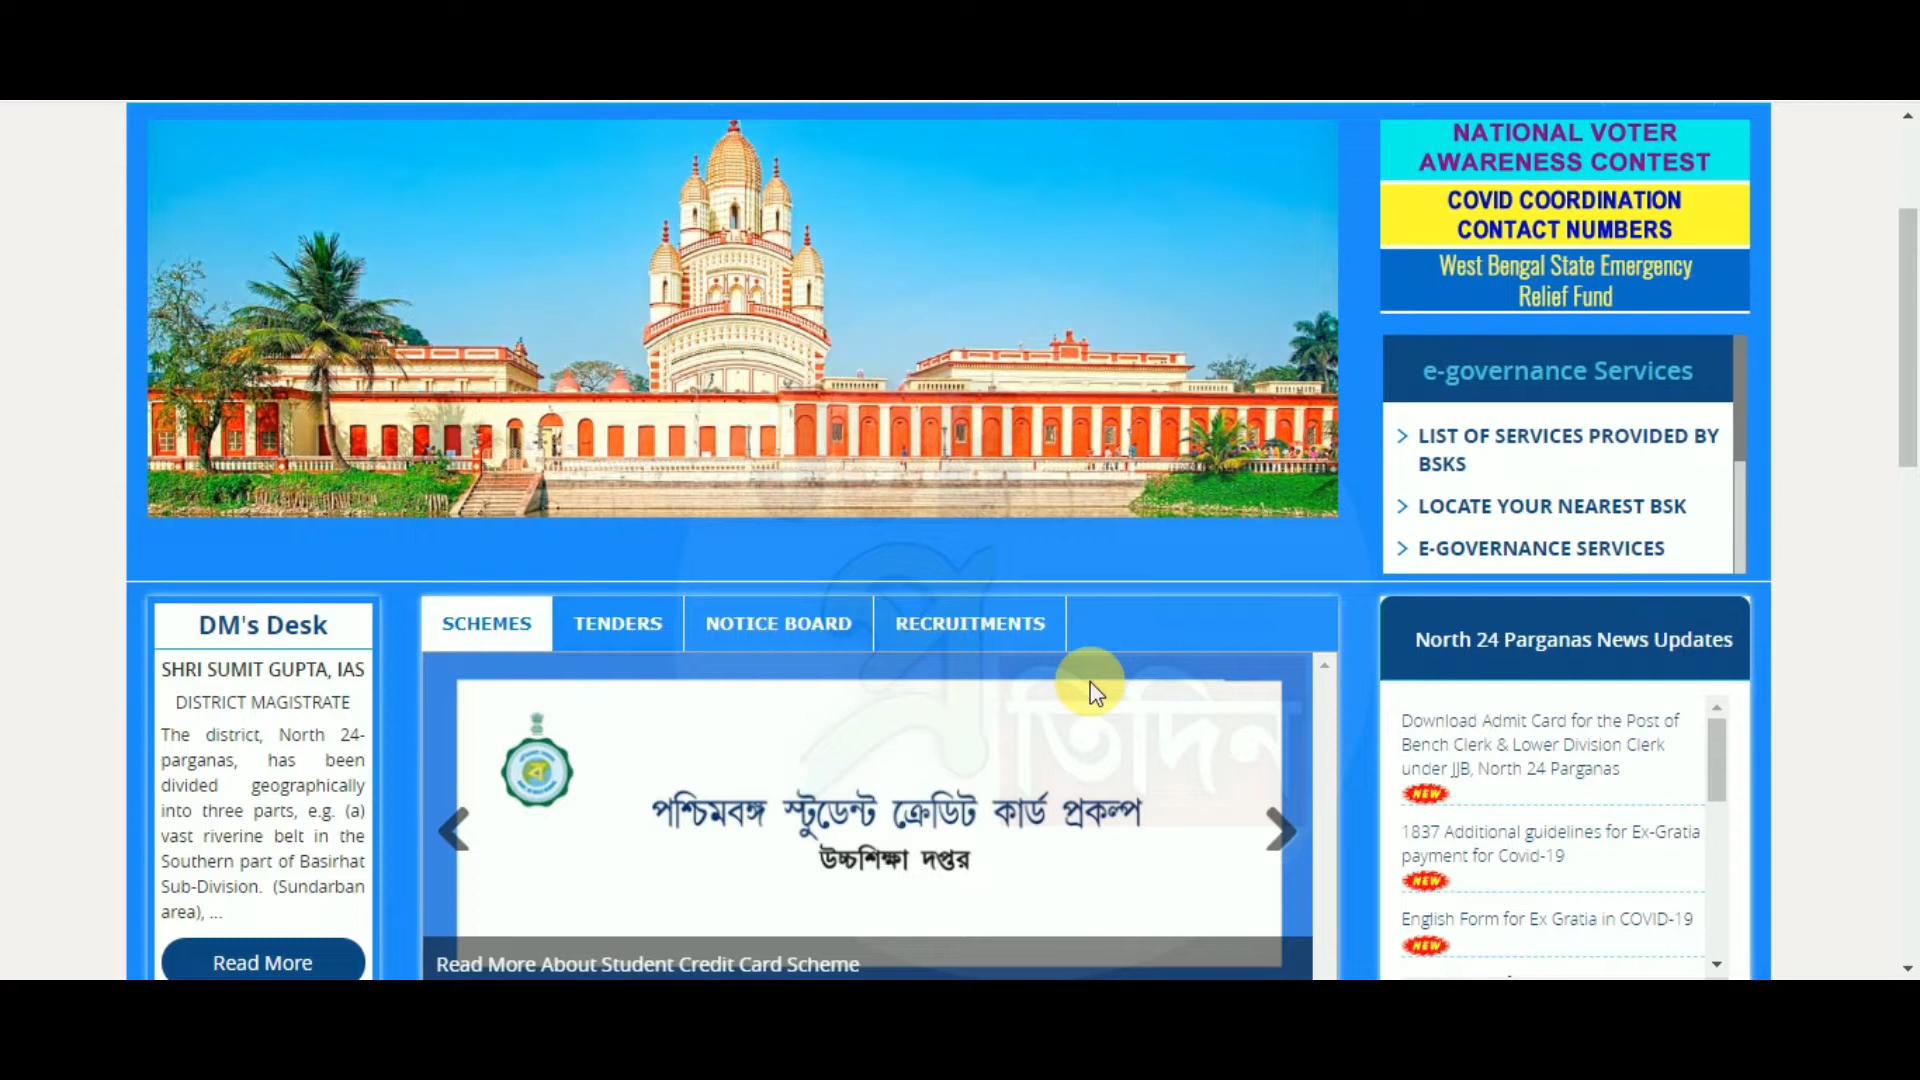 NATIONAL VOTER
AWARENESS CONTEST
COVID COORDINATION
CONTACT NUMBERS
West Bengal State Emergency
Relief Fund
e-governance Services
LIST OF SERVICES PROVIDED BY
BSKS
LOCATE YOUR NEAREST BSK
E-GOVERNANCE SERVICES
DM's Desk
SHRI SUMIT GUPTA, IAS
DISTRICT MAGISTRATE
The district, North 24-
parganas, has been
divided geographically
into three parts, e.g. (a)
vast riverine belt in the
Southern part of Basirhat
Sub-Division. (Sundarban
area), ...
Read More
SCHEMES TENDERS NOTICE BOARD RECRUITMENTS
প্রতিদিন
পশ্চিমবঙ্গ স্টুডেন্ট ক্রেডিট কার্ড প্রকল্প
উচ্চশিক্ষা দপ্তর
Read More About Student Credit Card Scheme
North 24 Parganas News Updates
Download Admit Card for the Post of
Bench Clerk & Lower Division Clerk
under JJB, North 24 Parganas
NEW
1837 Additional guidelines for Ex-Gratia
payment for Covid-19
NEW
English Form for Ex Gratia in COVID-19
NEW